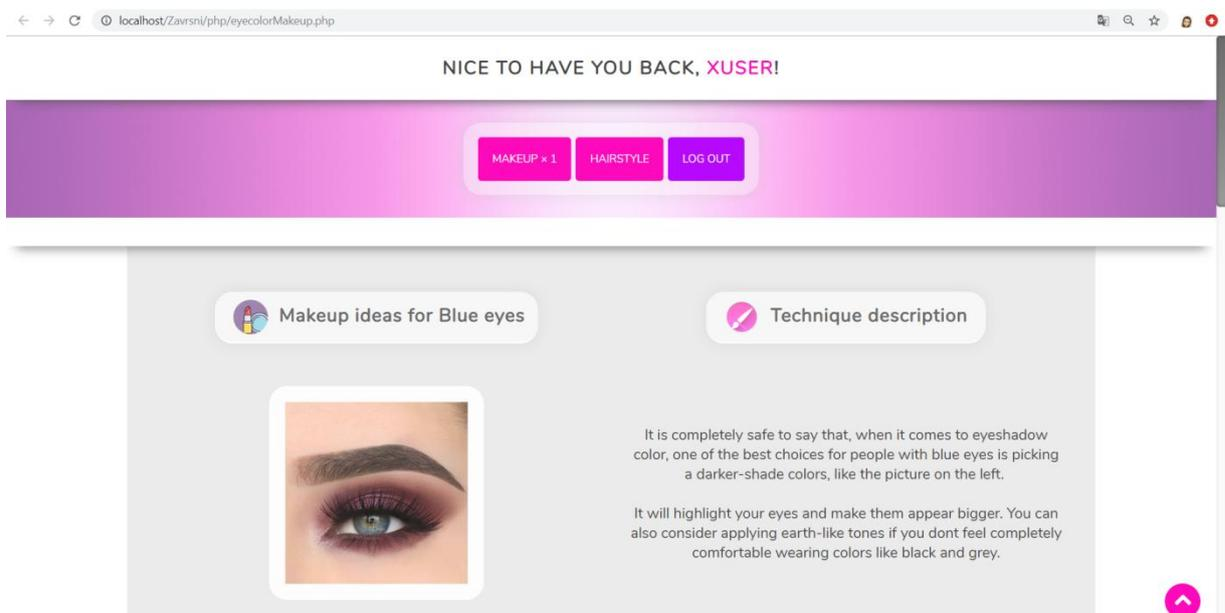 localhost/Zavrsni/php/eyecolorMakeup.php
NICE TO HAVE YOU BACK, XUSER!
MAKEUP × 1
HAIRSTYLE
LOG OUT
Makeup ideas for Blue eyes
Technique description
It is completely safe to say that, when it comes to eyeshadow
color, one of the best choices for people with blue eyes is picking
a darker-shade colors, like the picture on the left.
It will highlight your eyes and make them appear bigger. You can
also consider applying earth-like tones if you dont feel completely
comfortable wearing colors like black and grey.